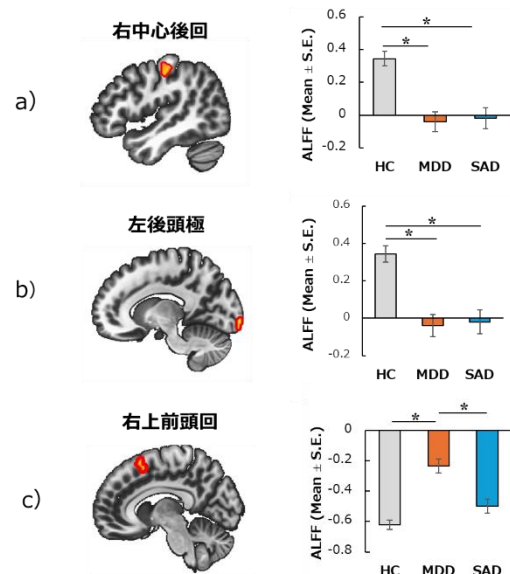 右中心後回
a)
ALFF (Mean ± S.E.)
0.6
0.4
0.2
0
-0.2
*
*
HC MDD SAD
左後頭極
b)
ALFF (Mean ± S.E.)
0.6
0.4
0.2
0
-0.2
*
*
HC MDD SAD
右上前頭回
c)
ALFF (Mean ± S.E.)
0
-0.2
-0.4
-0.6
-0.8
*
*
HC MDD SAD